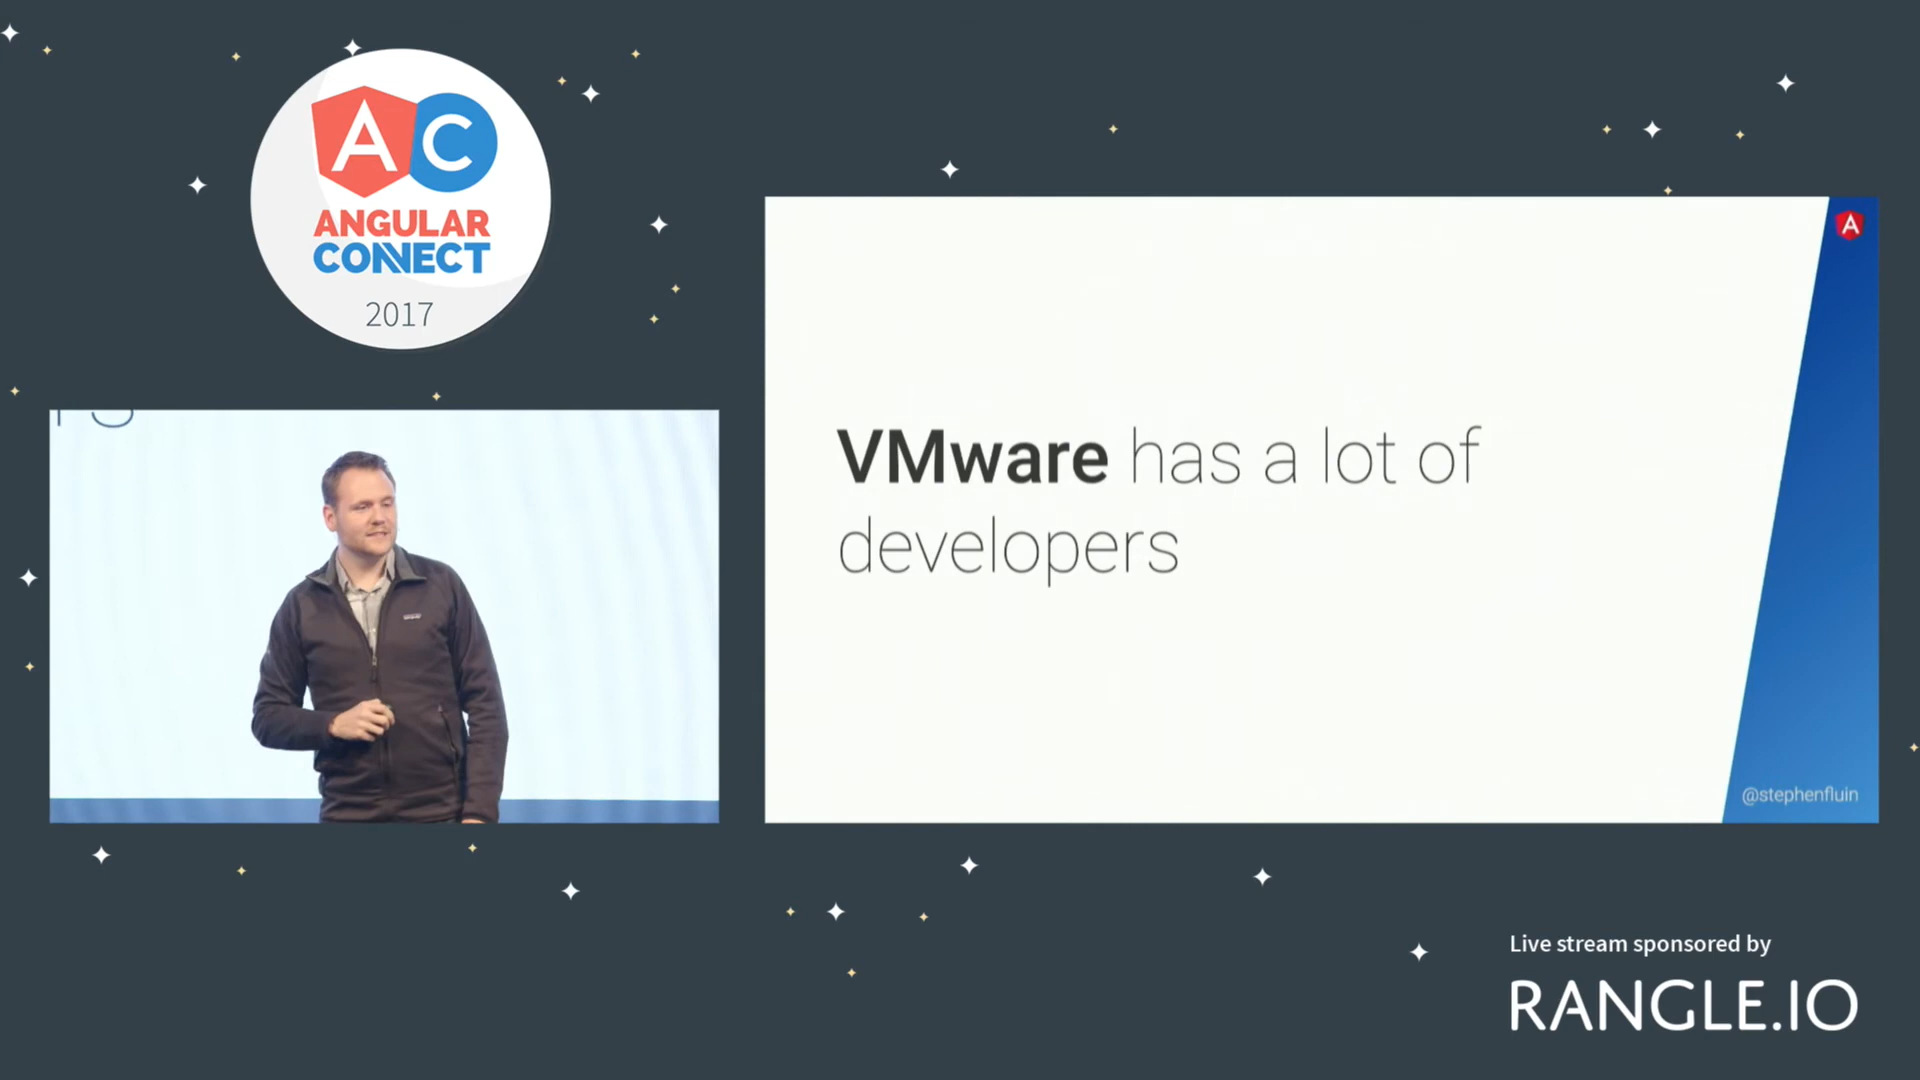 AC
ANGULAR
CONNECT
2017
VMware has a lot of
developers
A
@stephenfluin
Live stream sponsored by
RANGLE.IO